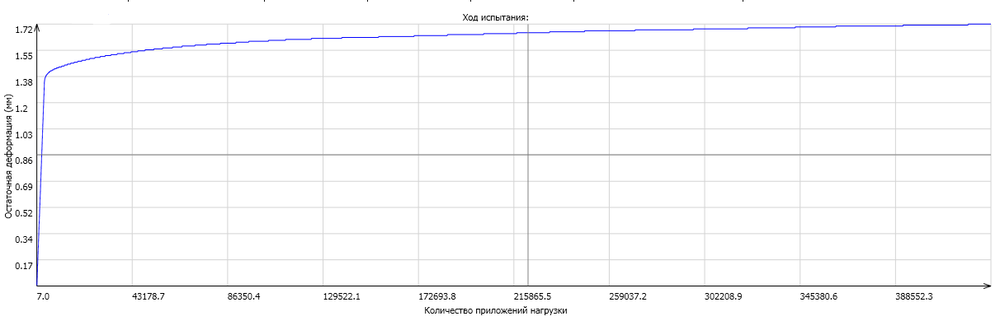 Ход испытания:
1.72
1.55
1.38
1.2
1.03
0.86
0.69
0.52
0.34
0.17
Остаточная деформация (мм)
7.0 43178.7 86350.4 129522.1 172693.8 215865.5 259037.2 302208.9 345380.6 388552.3
Количество приложений нагрузки